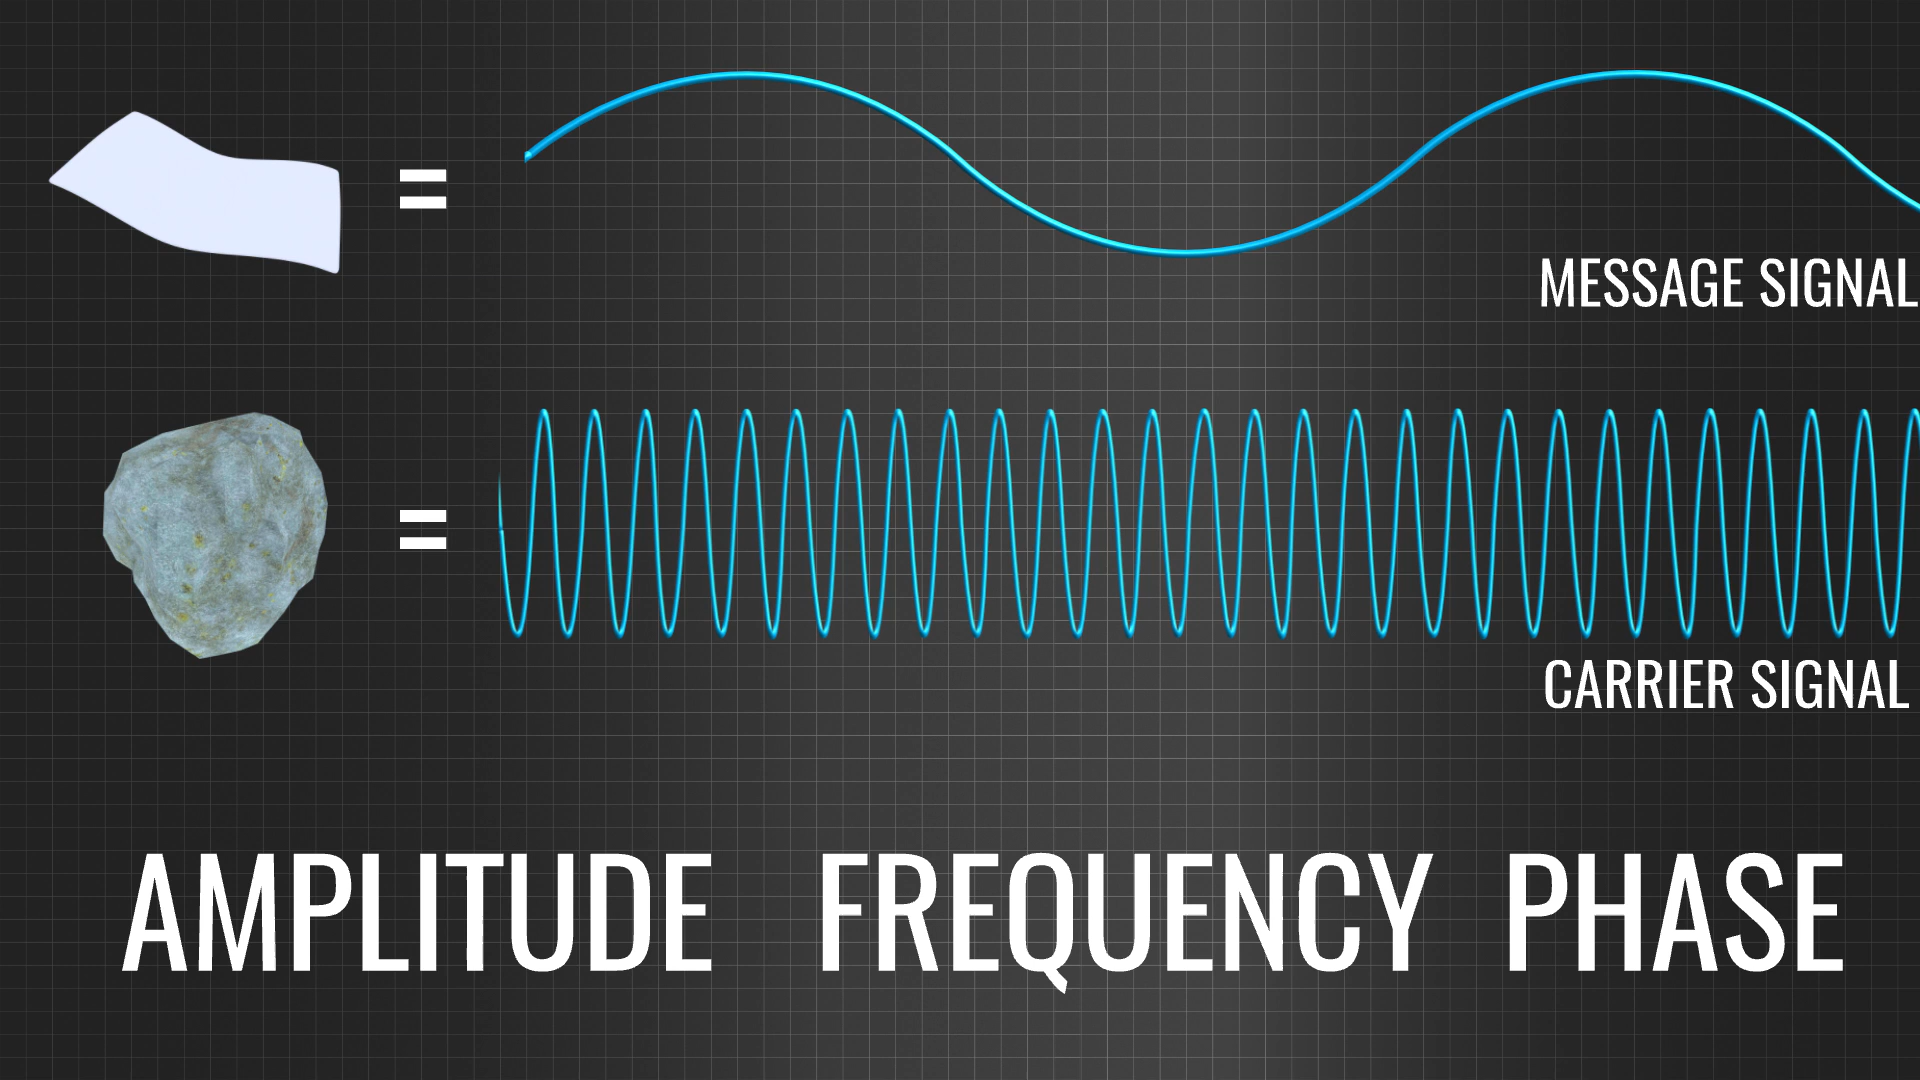 =
MESSAGE SIGNAL
=
CARRIER SIGNAL
AMPLITUDE FREQUENCY PHASE